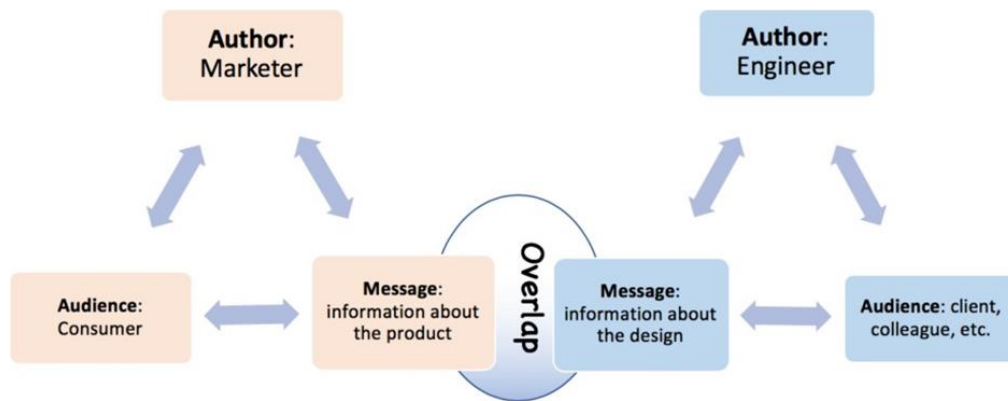 Author:
Marketer
Author:
Engineer
Overlap
Audience:
Consumer
Message:
information about
the product
Message:
information about
the design
Audience: client,
colleague, etc.